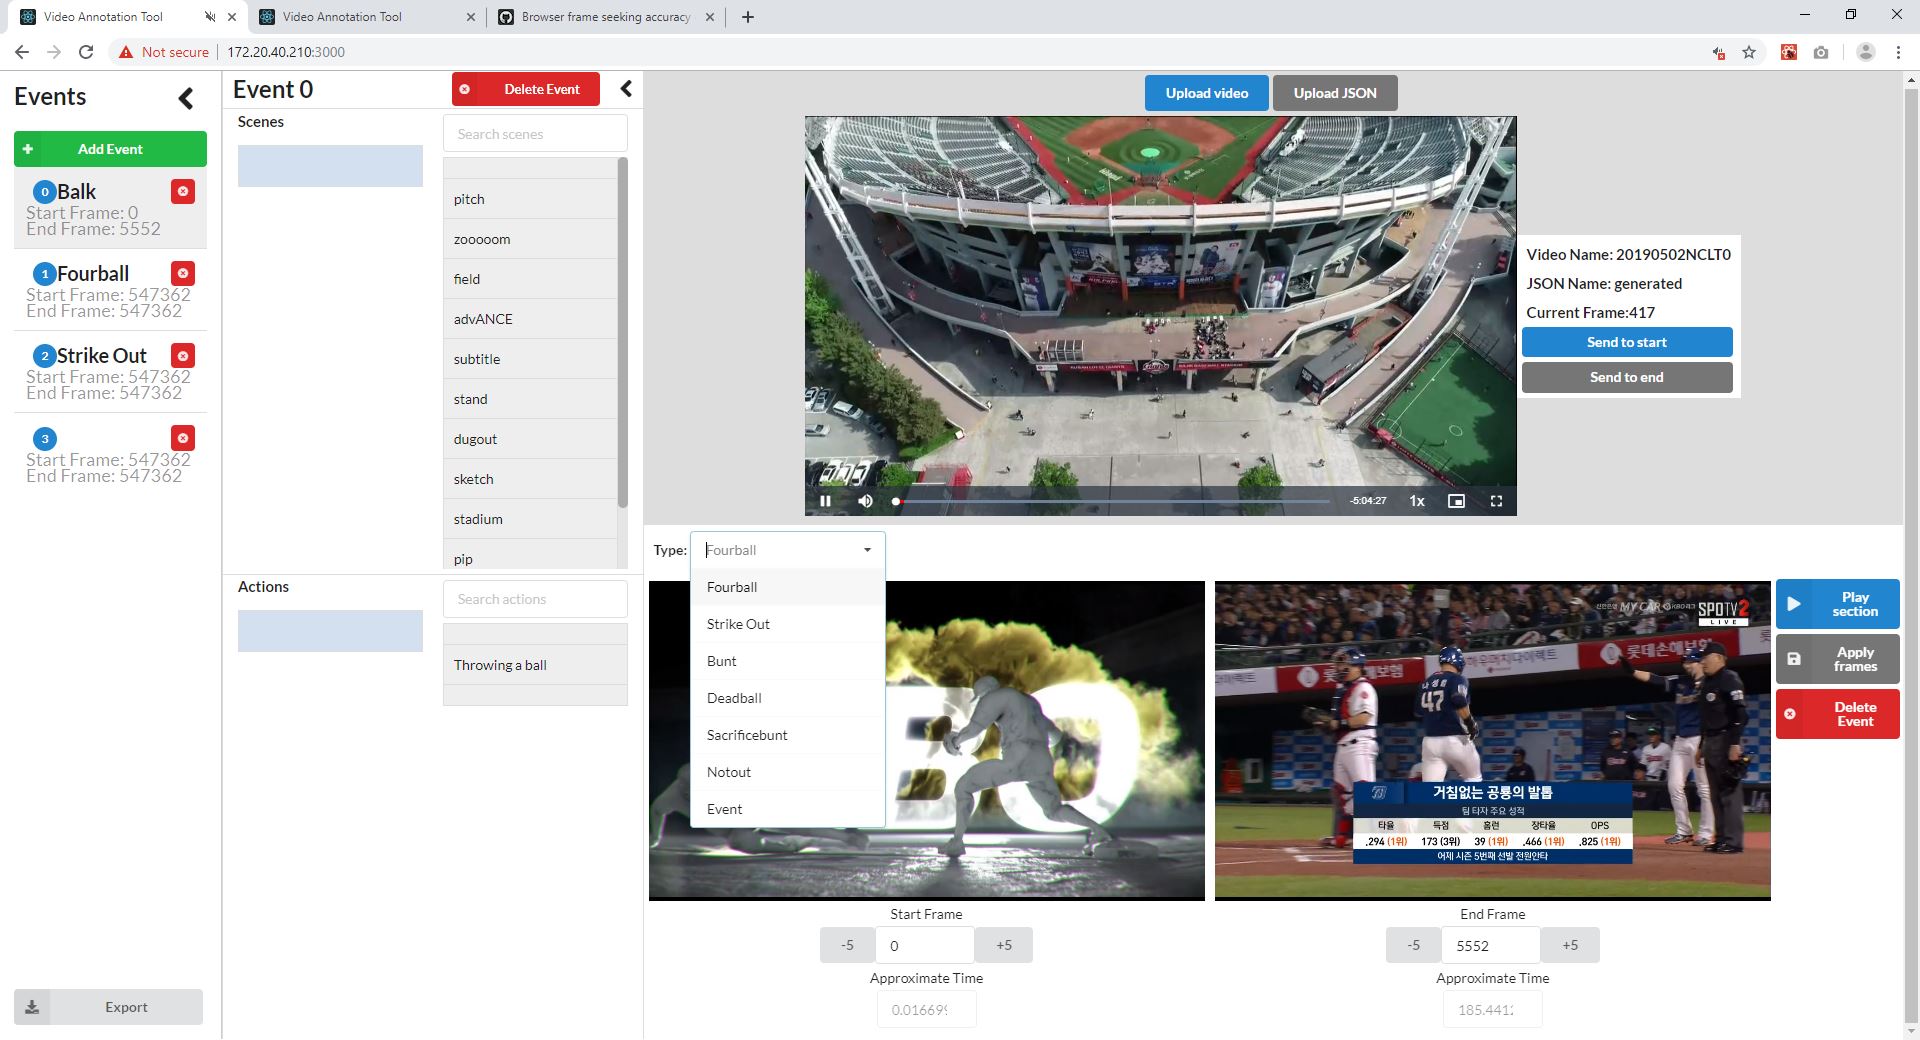 Video Annotation Tool
Video Annotation Tool
Browser frame seeking accuracy
Not secure
172.20.40.210:3000
Events
Add Event
0 Balk
Start Frame: 0
End Frame: 5552
1 Fourball
Start Frame: 547362
End Frame: 547362
2 Strike Out
Start Frame: 547362
End Frame: 547362
3
Start Frame: 547362
End Frame: 547362
Export
Event 0
Delete Event
Scenes
Search scenes
pitch
zooooom
field
advANCE
subtitle
stand
dugout
sketch
stadium
pip
Actions
Search actions
Throwing a ball
Upload video
Upload JSON
-5:04:27
1x
Video Name: 20190502NCLT0
JSON Name: generated
Current Frame:417
Send to start
Send to end
Type:
Fourball
Fourball
Strike Out
Bunt
Deadball
Sacrificebunt
Notout
Event
MY CAR KBO리그
SPOTV2
LIVE
47
거침없는 공룡의 발톱
팀 타자 주요 성적
타율 득점 홈런 장타율 OPS
.294 (1위) 173 (3위) 39 (1위) .466 (1위) .825 (1위)
어제 시즌 5번째 선발 전원안타
Play
section
Apply
frames
Delete
Event
Start Frame
-5
0
+5
Approximate Time
0.016699
End Frame
-5
5552
+5
Approximate Time
185.441